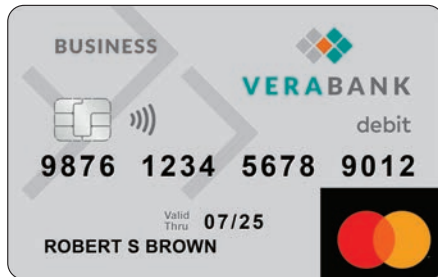 BUSINESS
VERABANK
debit
9876 1234 5678 9012
Valid
Thru 07/25
ROBERT S BROWN